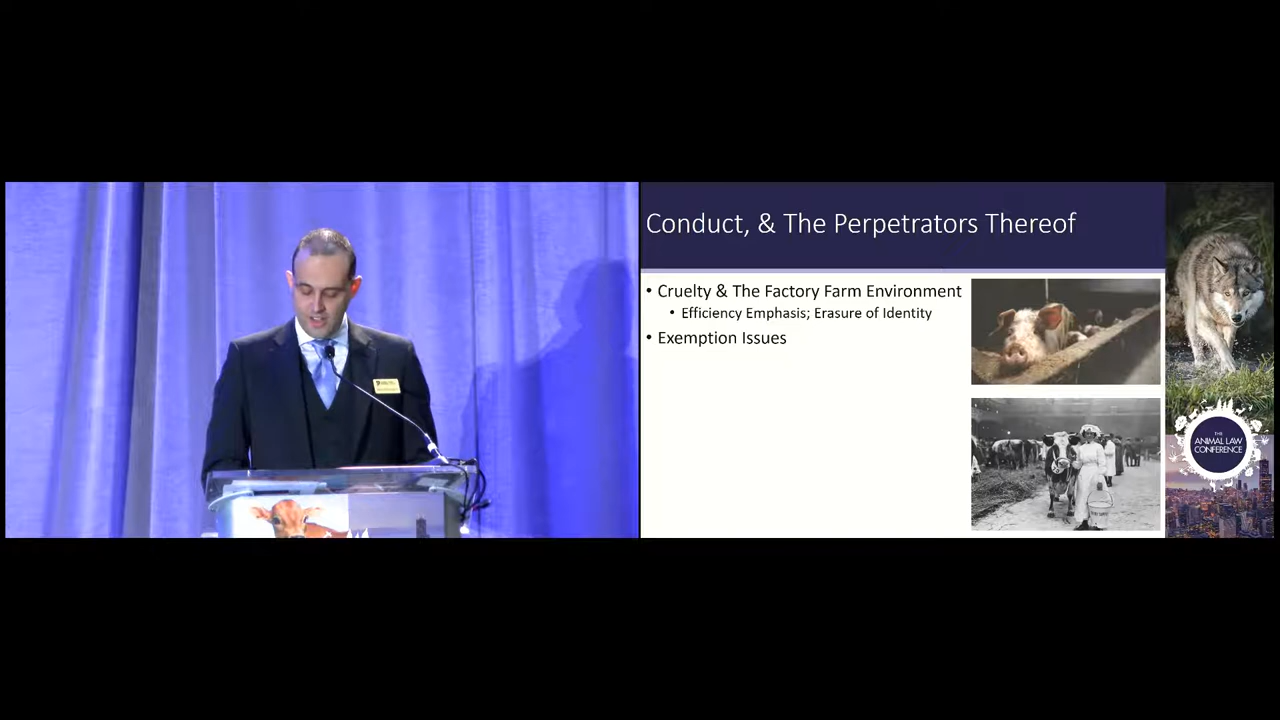 Conduct, & The Perpetrators Thereof
• Cruelty & The Factory Farm Environment
• Efficiency Emphasis; Erasure of Identity
• Exemption Issues
THE
ANIMAL LAW
CONFERENCE